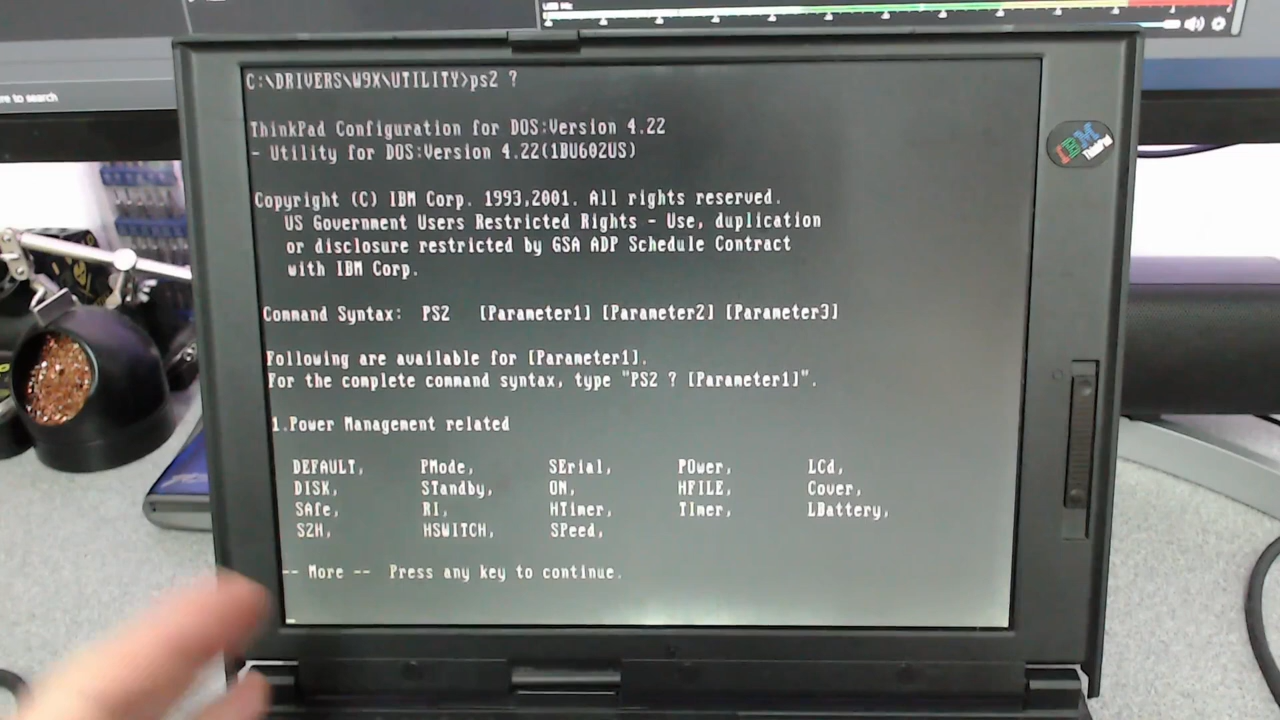 e to search
C:\DRIVERS\W9X\UTILITY>ps2 ?
ThinkPad Configuration for DOS:Version 4.22
- Utility for DOS:Version 4.22(1BU602US)
Copyright (C) IBM Corp. 1993,2001. All rights reserved.
US Government Users Restricted Rights - Use, duplication
or disclosure restricted by GSA ADP Schedule Contract
with IBM Corp.
Command Syntax: PS2 [Parameter1] [Parameter2] [Parameter3]
Following are available for [Parameter1].
For the complete command syntax, type "PS2 ? [Parameter1]".
1.Power Management related
DEFAULT, PMode, SErial, POwer, LCd,
DISK, STandby, ON, HFILE, Cover,
SAfe, RI, HTimer, TImer, LBattery,
S2H, HSWITCH, SPeed,
-- More -- Press any key to continue.
IBM
ThinkPad